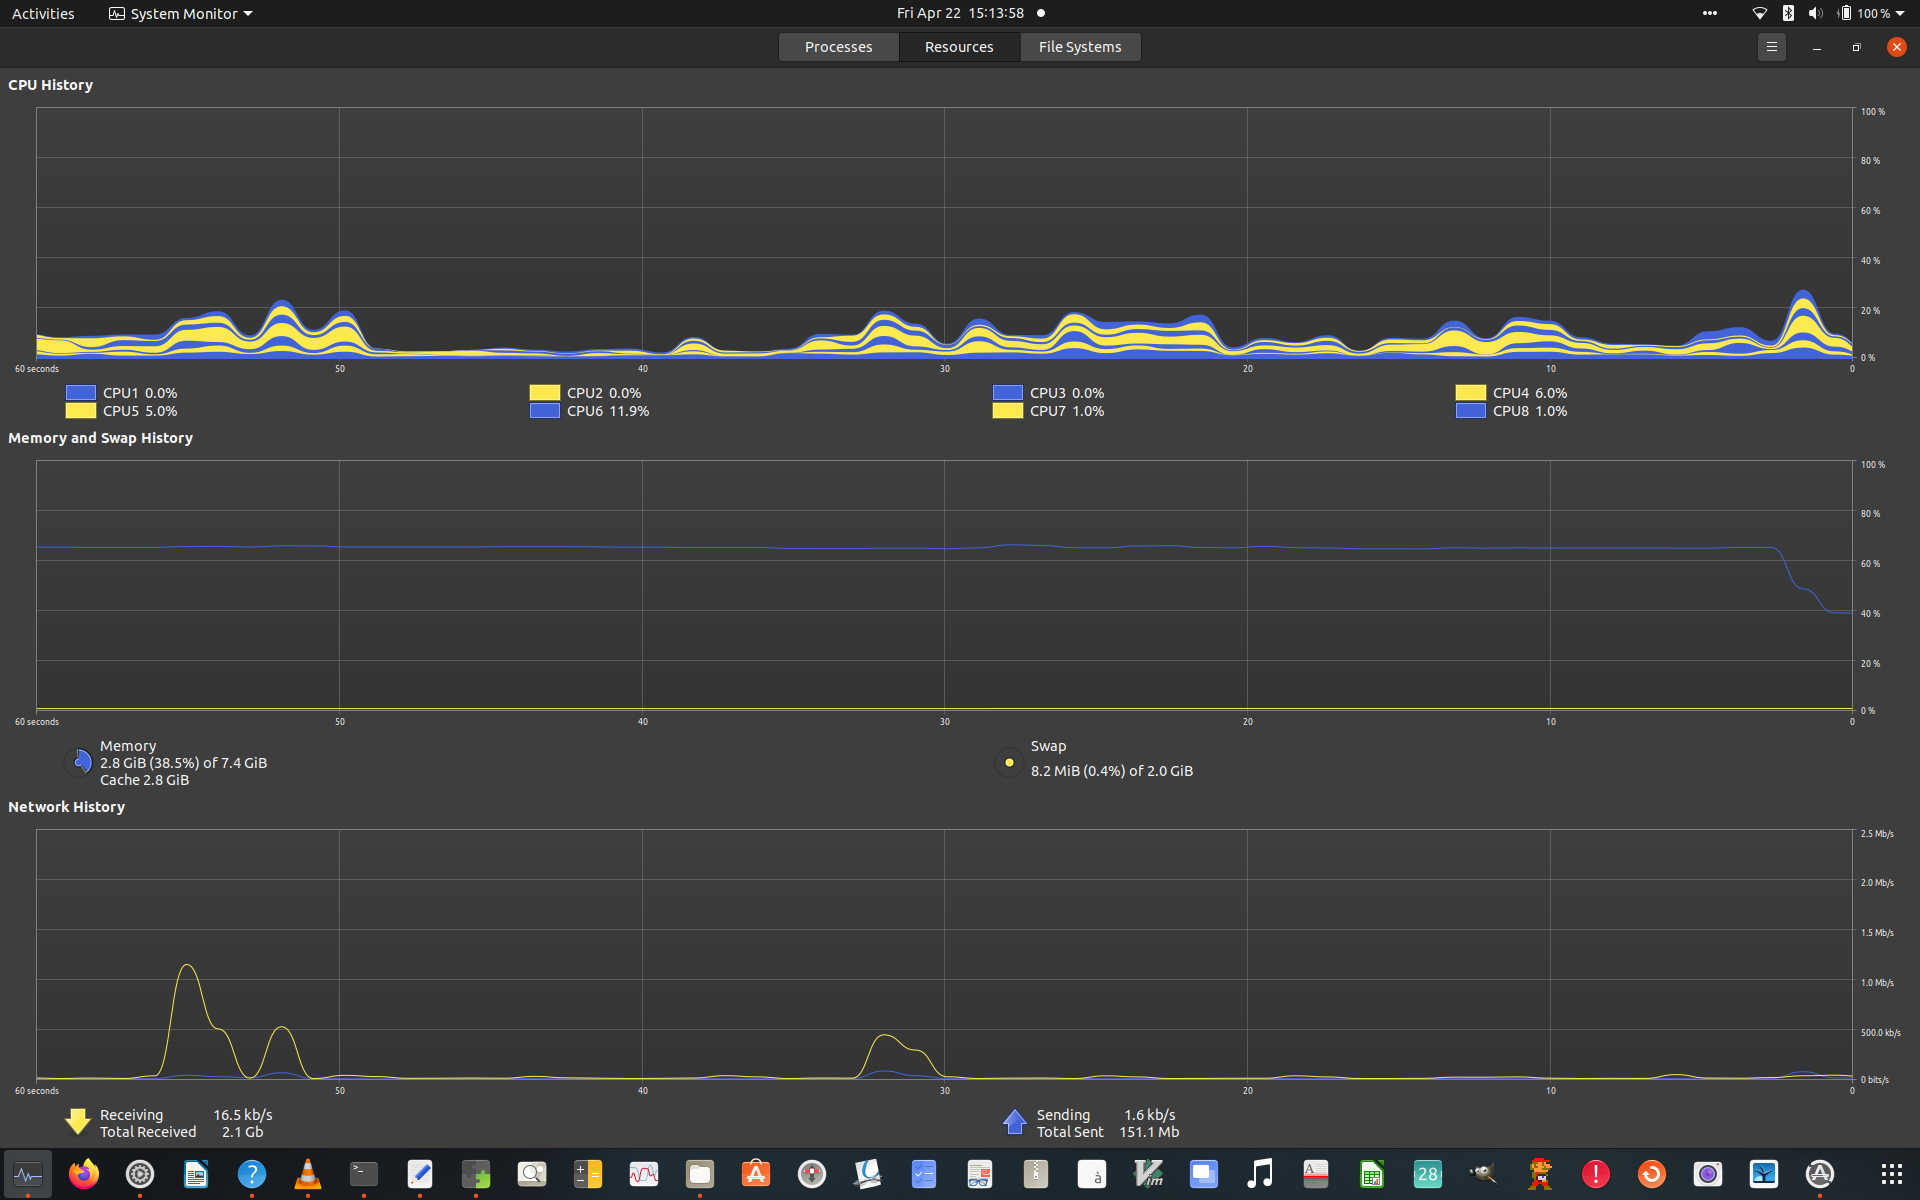 Activities System Monitor Fri Apr 22 15:13:58 100 %
Processes Resources File Systems
CPU History
100 %
80 %
60 %
40 %
20 %
0 %
60 seconds 50 40 30 20 10 0
CPU1 0.0% CPU2 0.0% CPU3 0.0% CPU4 6.0%
CPU5 5.0% CPU6 11.9% CPU7 1.0% CPU8 1.0%
Memory and Swap History
100 %
80 %
60 %
40 %
20 %
0 %
60 seconds 50 40 30 20 10 0
Memory
2.8 GiB (38.5%) of 7.4 GiB
Cache 2.8 GiB
Swap
8.2 MiB (0.4%) of 2.0 GiB
Network History
2.5 Mb/s
2.0 Mb/s
1.5 Mb/s
1.0 Mb/s
500.0 kb/s
0 bits/s
60 seconds 50 40 30 20 10 0
Receiving 16.5 kb/s
Total Received 2.1 Gb
Sending 1.6 kb/s
Total Sent 151.1 Mb
? >_ à Vim A 28 !